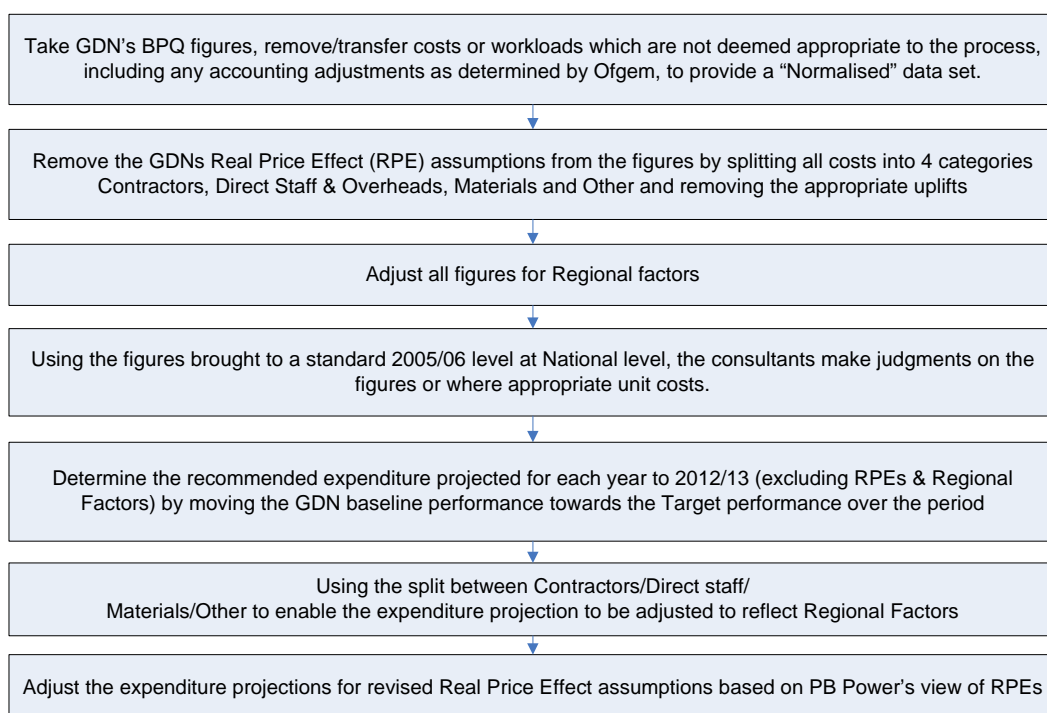 Take GDN's BPQ figures, remove/transfer costs or workloads which are not deemed appropriate to the process,
including any accounting adjustments as determined by Ofgem, to provide a “Normalised” data set.
Remove the GDNs Real Price Effect (RPE) assumptions from the figures by splitting all costs into 4 categories
Contractors, Direct Staff & Overheads, Materials and Other and removing the appropriate uplifts
Adjust all figures for Regional factors
Using the figures brought to a standard 2005/06 level at National level, the consultants make judgments on the
figures or where appropriate unit costs.
Determine the recommended expenditure projected for each year to 2012/13 (excluding RPEs & Regional
Factors) by moving the GDN baseline performance towards the Target performance over the period
Using the split between Contractors/Direct staff/
Materials/Other to enable the expenditure projection to be adjusted to reflect Regional Factors
Adjust the expenditure projections for revised Real Price Effect assumptions based on PB Power's view of RPEs